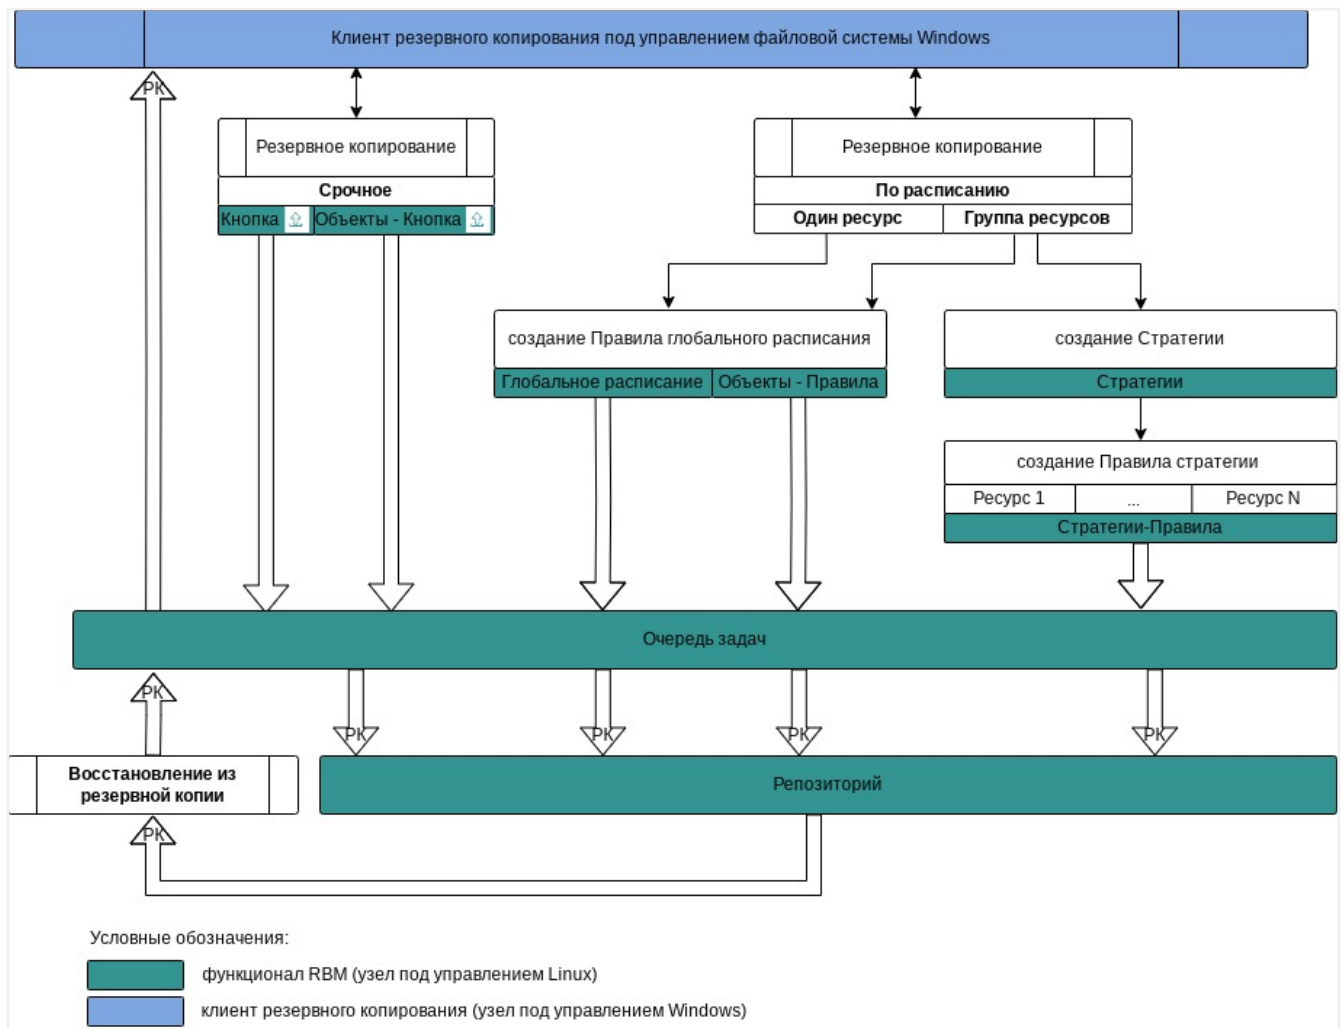 Клиент резервного копирования под управлением файловой системы Windows
РК
Резервное копирование
Срочное
Кнопка
Объекты - Кнопка
Резервное копирование
По расписанию
Один ресурс
Группа ресурсов
создание Правила глобального расписания
Глобальное расписание
Объекты - Правила
создание Стратегии
Стратегии
создание Правила стратегии
Ресурс 1
...
Ресурс N
Стратегии-Правила
Очередь задач
РК
РК
РК
РК
РК
Восстановление из
резервной копии
Репозиторий
РК
Условные обозначения:
функционал RBM (узел под управлением Linux)
клиент резервного копирования (узел под управлением Windows)